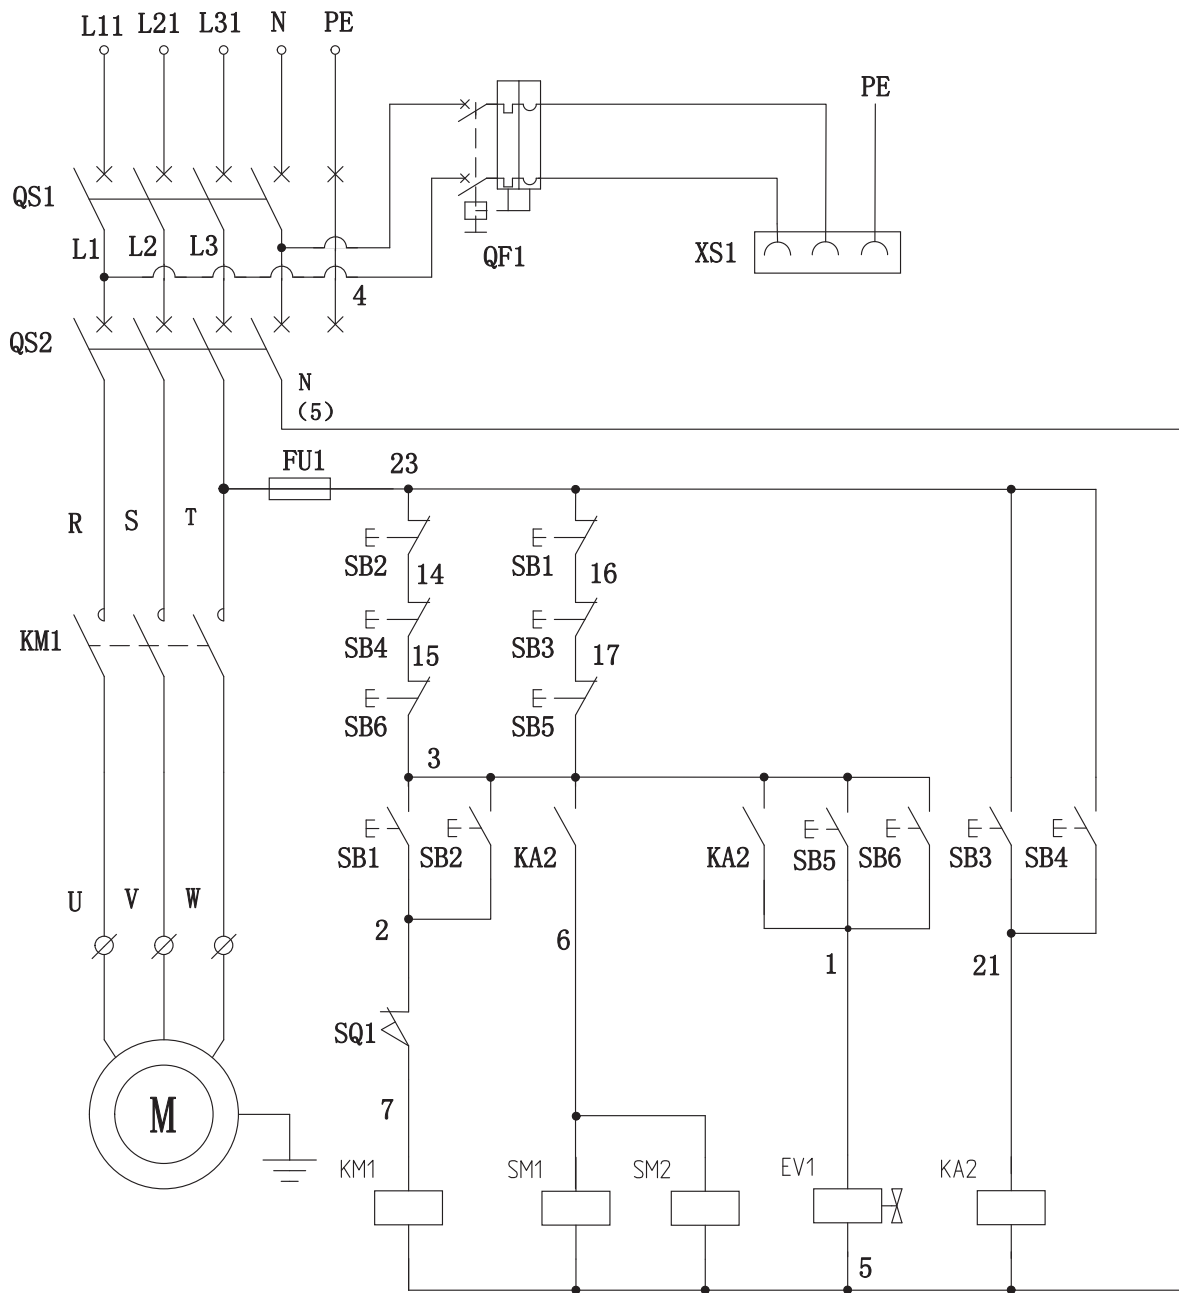 L11 L21 L31 N PE
PE
QS1
L1 L2 L3
QF1
XS1
4
QS2
N
(5)
FU1
23
R S T
SB2
SB1
14
16
KM1
SB4
SB3
15
17
SB6
SB5
3
SB1 SB2 KA2 KA2 SB5 SB6 SB3 SB4
U V W
2
6
1
21
SQ1
7
M
KM1 SM1 SM2 EV1 KA2
5